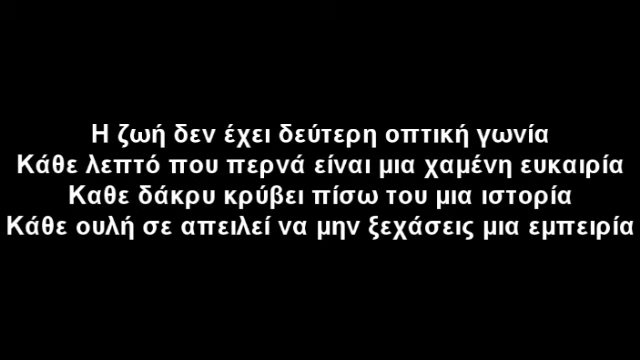 Η ζωή δεν έχει δεύτερη οπτική γωνία
Κάθε λεπτό που περνά είναι μια χαμένη ευκαιρία
Καθε δάκρυ κρύβει πίσω του μια ιστορία
Κάθε ουλή σε απειλεί να μην ξεχάσεις μια εμπειρία